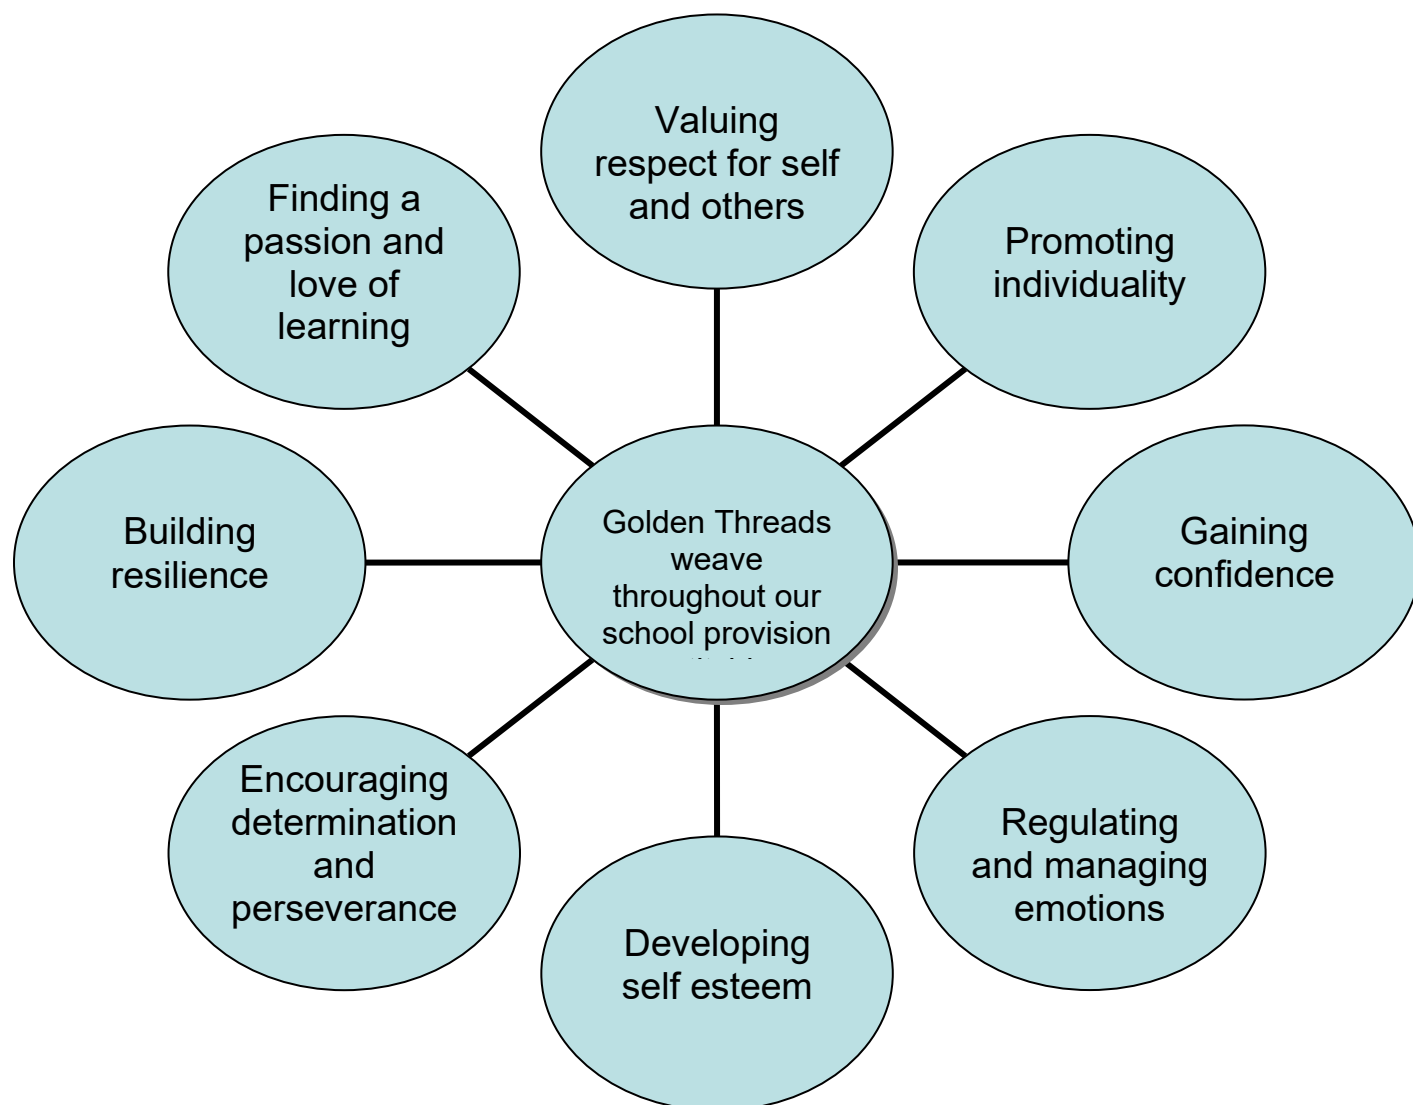 Valuing
respect for self
and others
Promoting
individuality
Gaining
confidence
Regulating
and managing
emotions
Developing
self esteem
Encouraging
determination
and
perseverance
Building
resilience
Finding a
passion and
love of
learning
Golden Threads
weave
throughout our
school provision